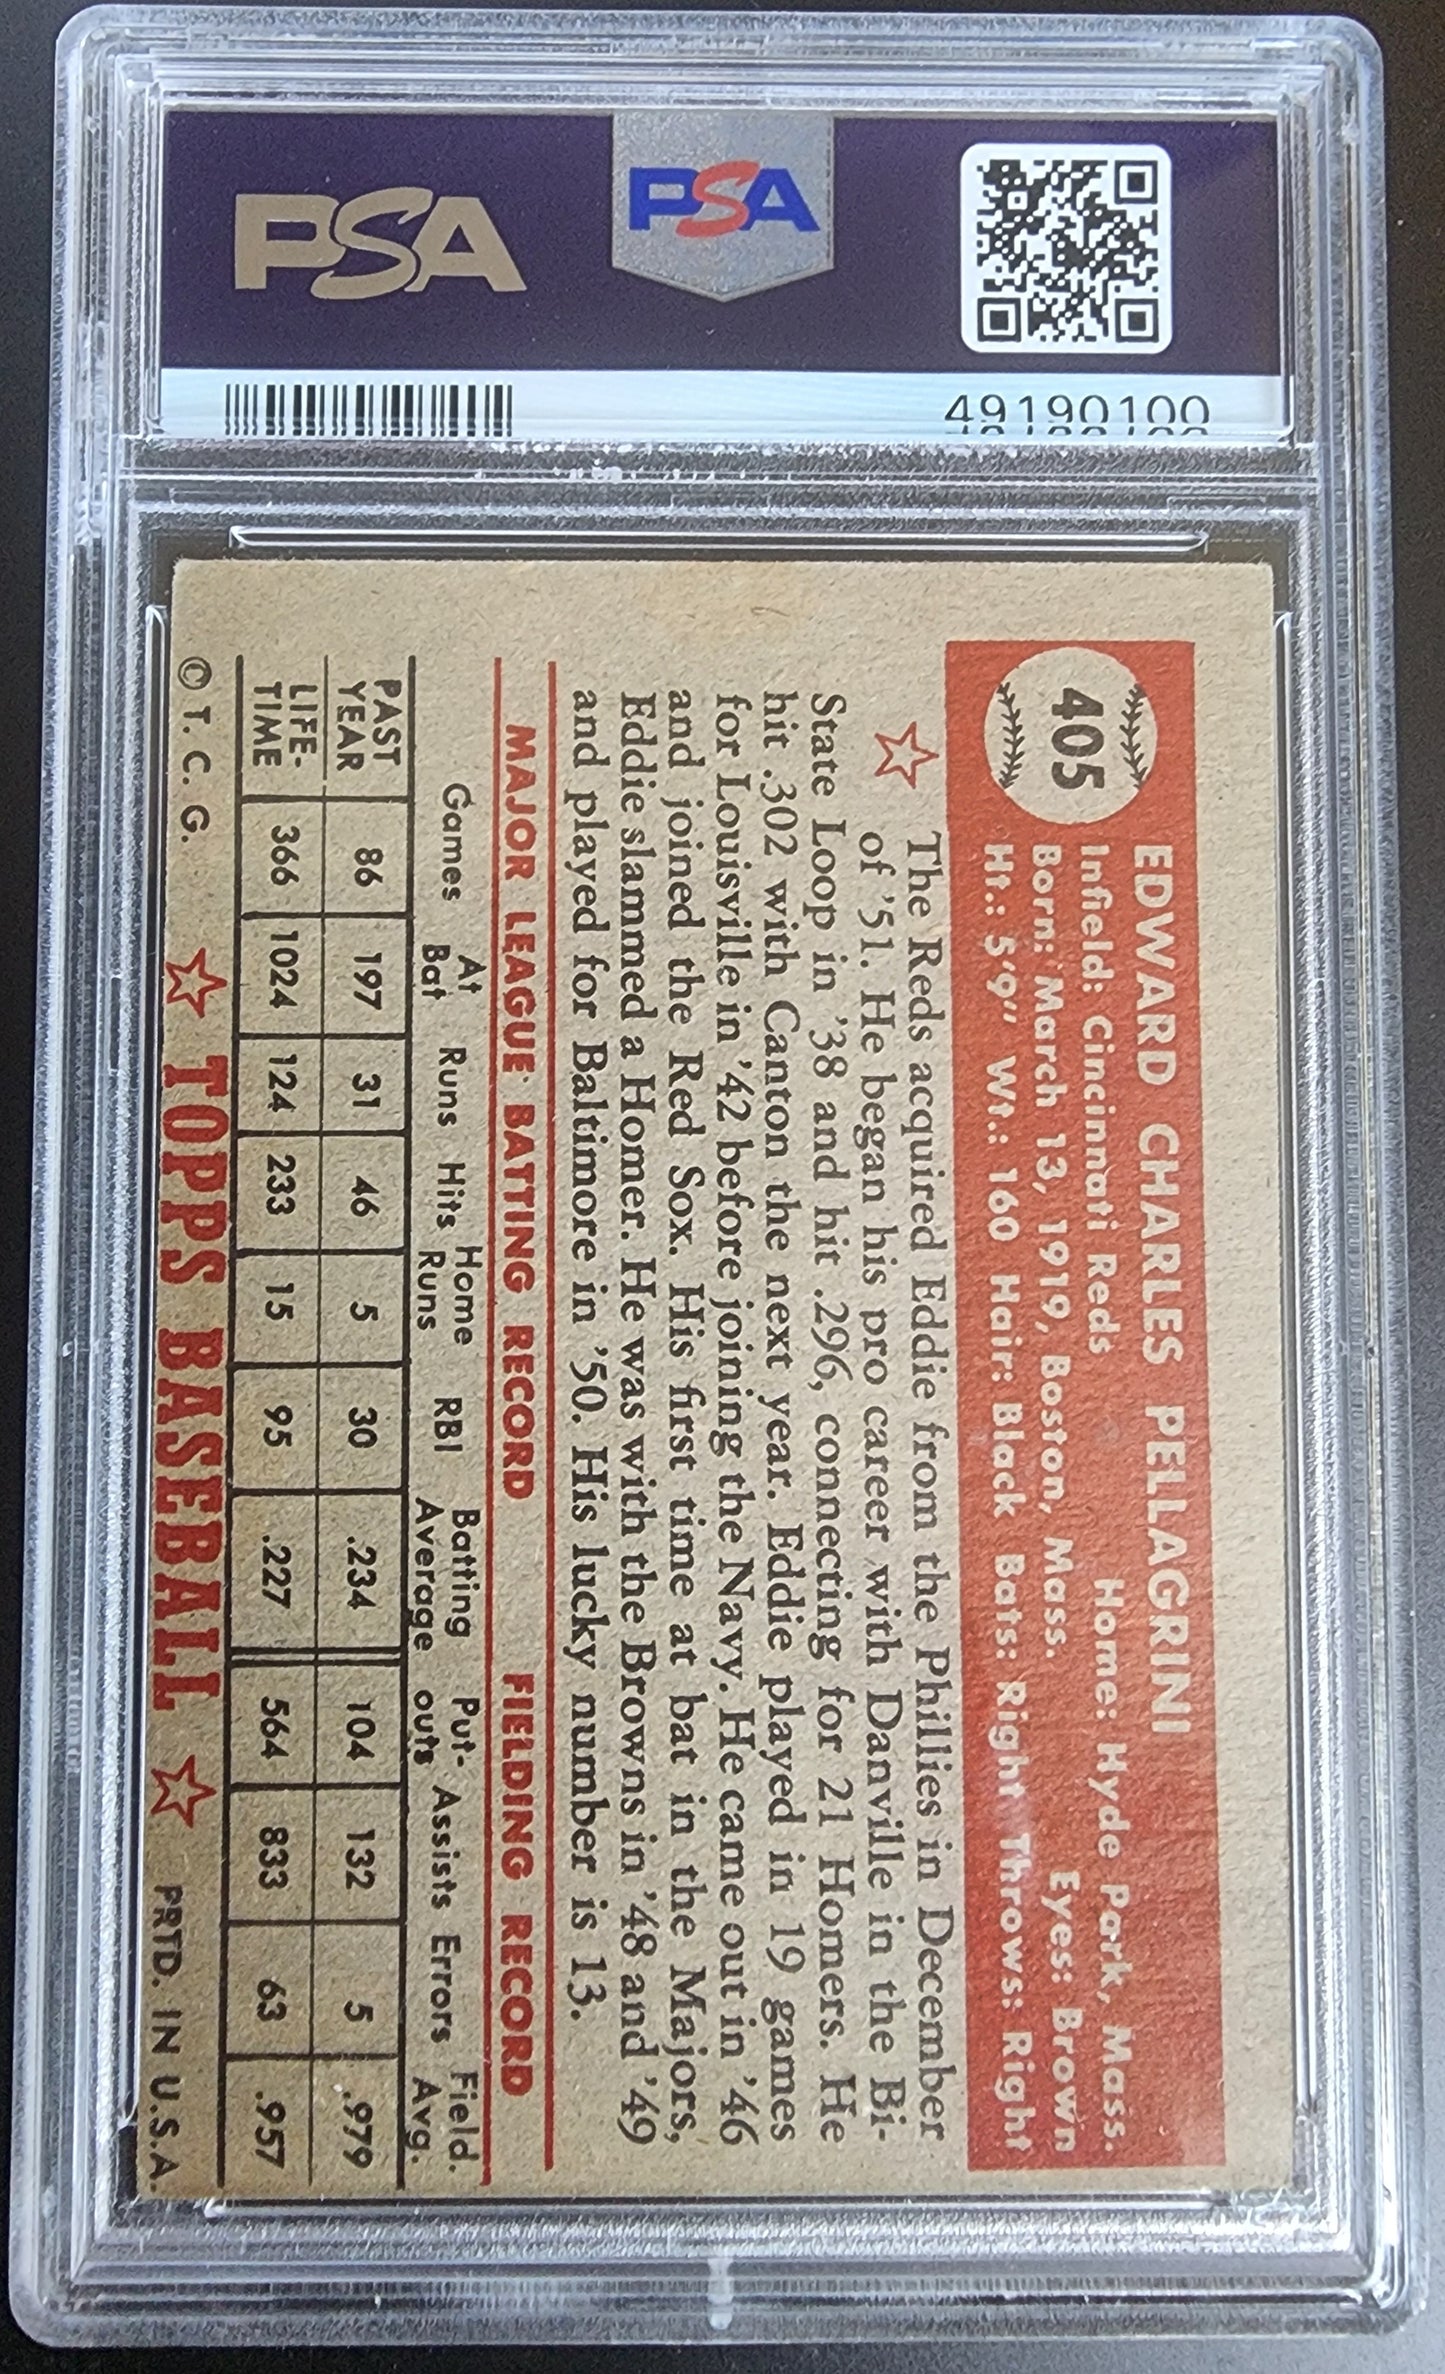 PSA
PSA
49190100
405
EDWARD CHARLES PELLAGRINI
Infield: Cincinnati Reds Home: Hyde Park, Mass.
Born: March 13, 1919, Boston, Mass. Eyes: Brown
Ht.: 5'9" Wt.: 160 Hair: Black Bats: Right Throws: Right
The Reds acquired Eddie from the Phillies in December
of '51. He began his pro career with Danville in the Bi-
State Loop in '38 and hit .296, connecting for 21 Homers. He
hit .302 with Canton the next year. Eddie played in 19 games
for Louisville in '42 before joining the Navy. He came out in '46
and joined the Red Sox. His first time at bat in the Majors,
Eddie slammed a Homer. He was with the Browns in '48 and '49
and played for Baltimore in '50. His lucky number is 13.
MAJOR LEAGUE BATTING RECORD FIELDING RECORD
Games At Bat Runs Hits Home Runs RBI Batting Average Put-outs Assists Errors Field. Avg.
PAST YEAR 86 197 31 46 5 30 .234 104 132 5 .979
LIFE-TIME 366 1024 124 233 15 95 .227 564 833 63 .957
© T. C. G. TOPPS BASEBALL PRTD. IN U.S.A.